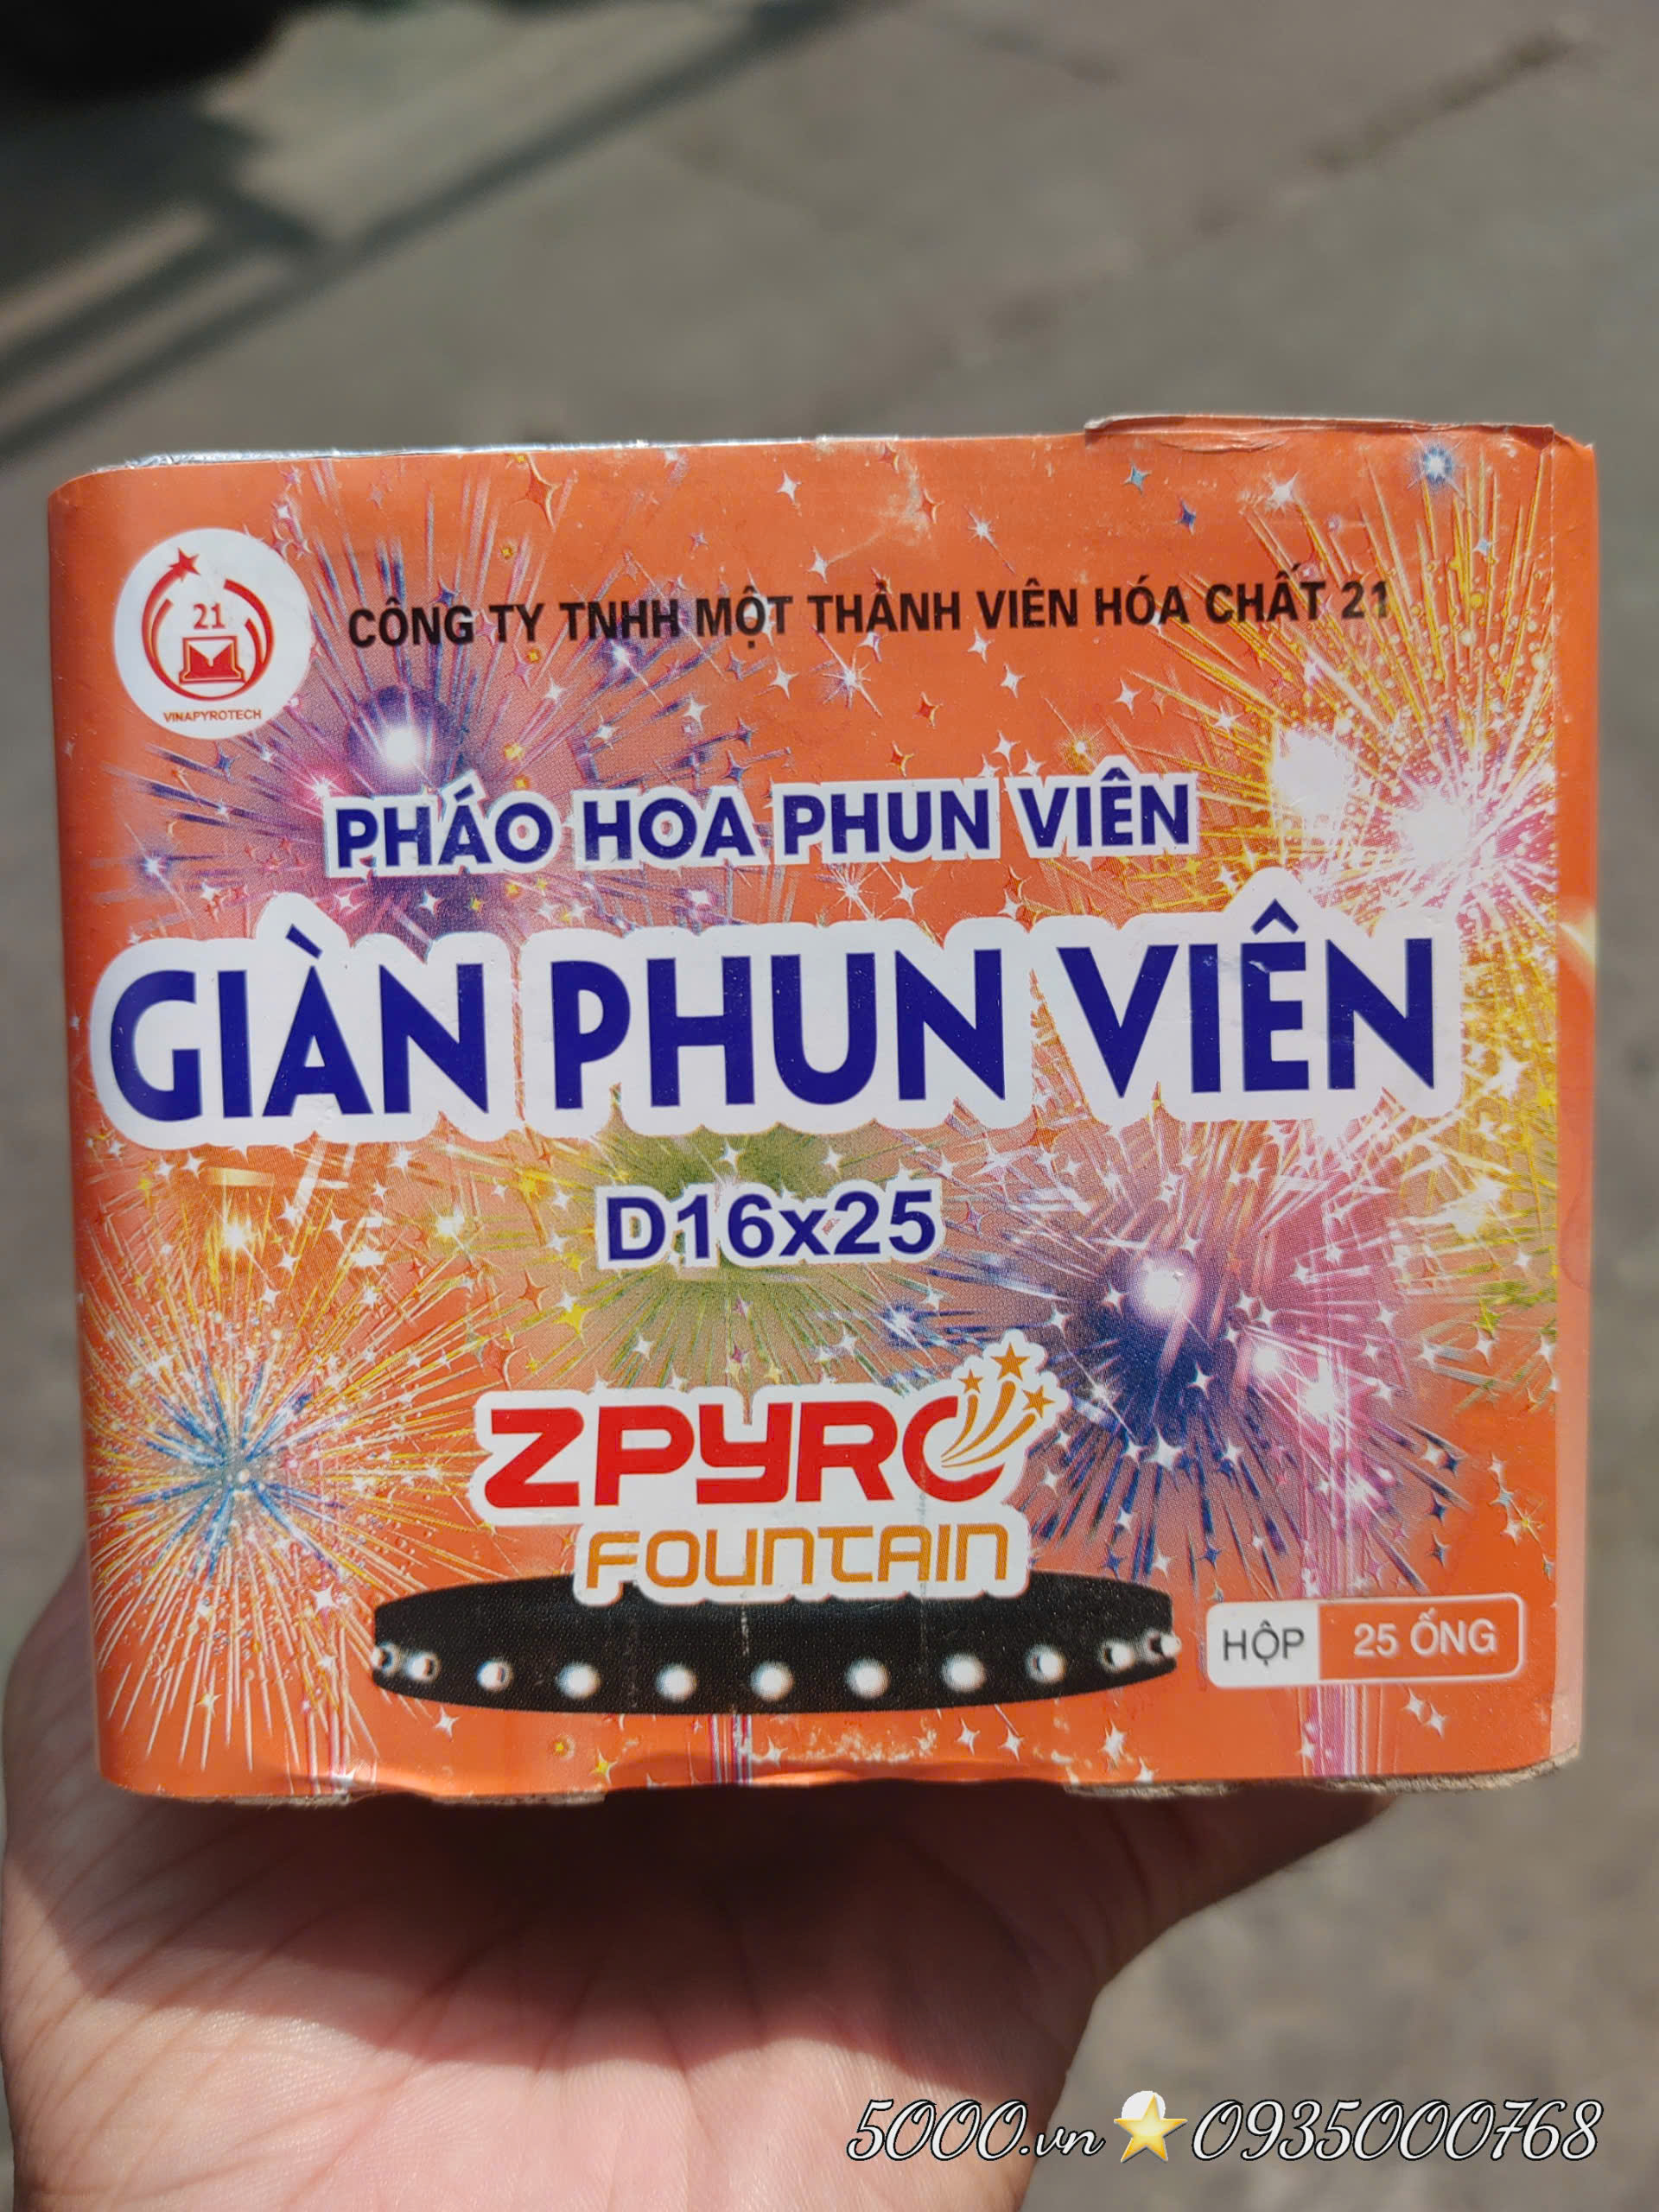 21
VINAPYROTECH
CÔNG TY TNHH MỘT THÀNH VIÊN HÓA CHẤT 21
PHÁO HOA PHUN VIÊN
GIÀN PHUN VIÊN
D16x25
ZPYRO
FOUNTAIN
HỘP 25 ỐNG
5000.vn ⭐ 0935000768